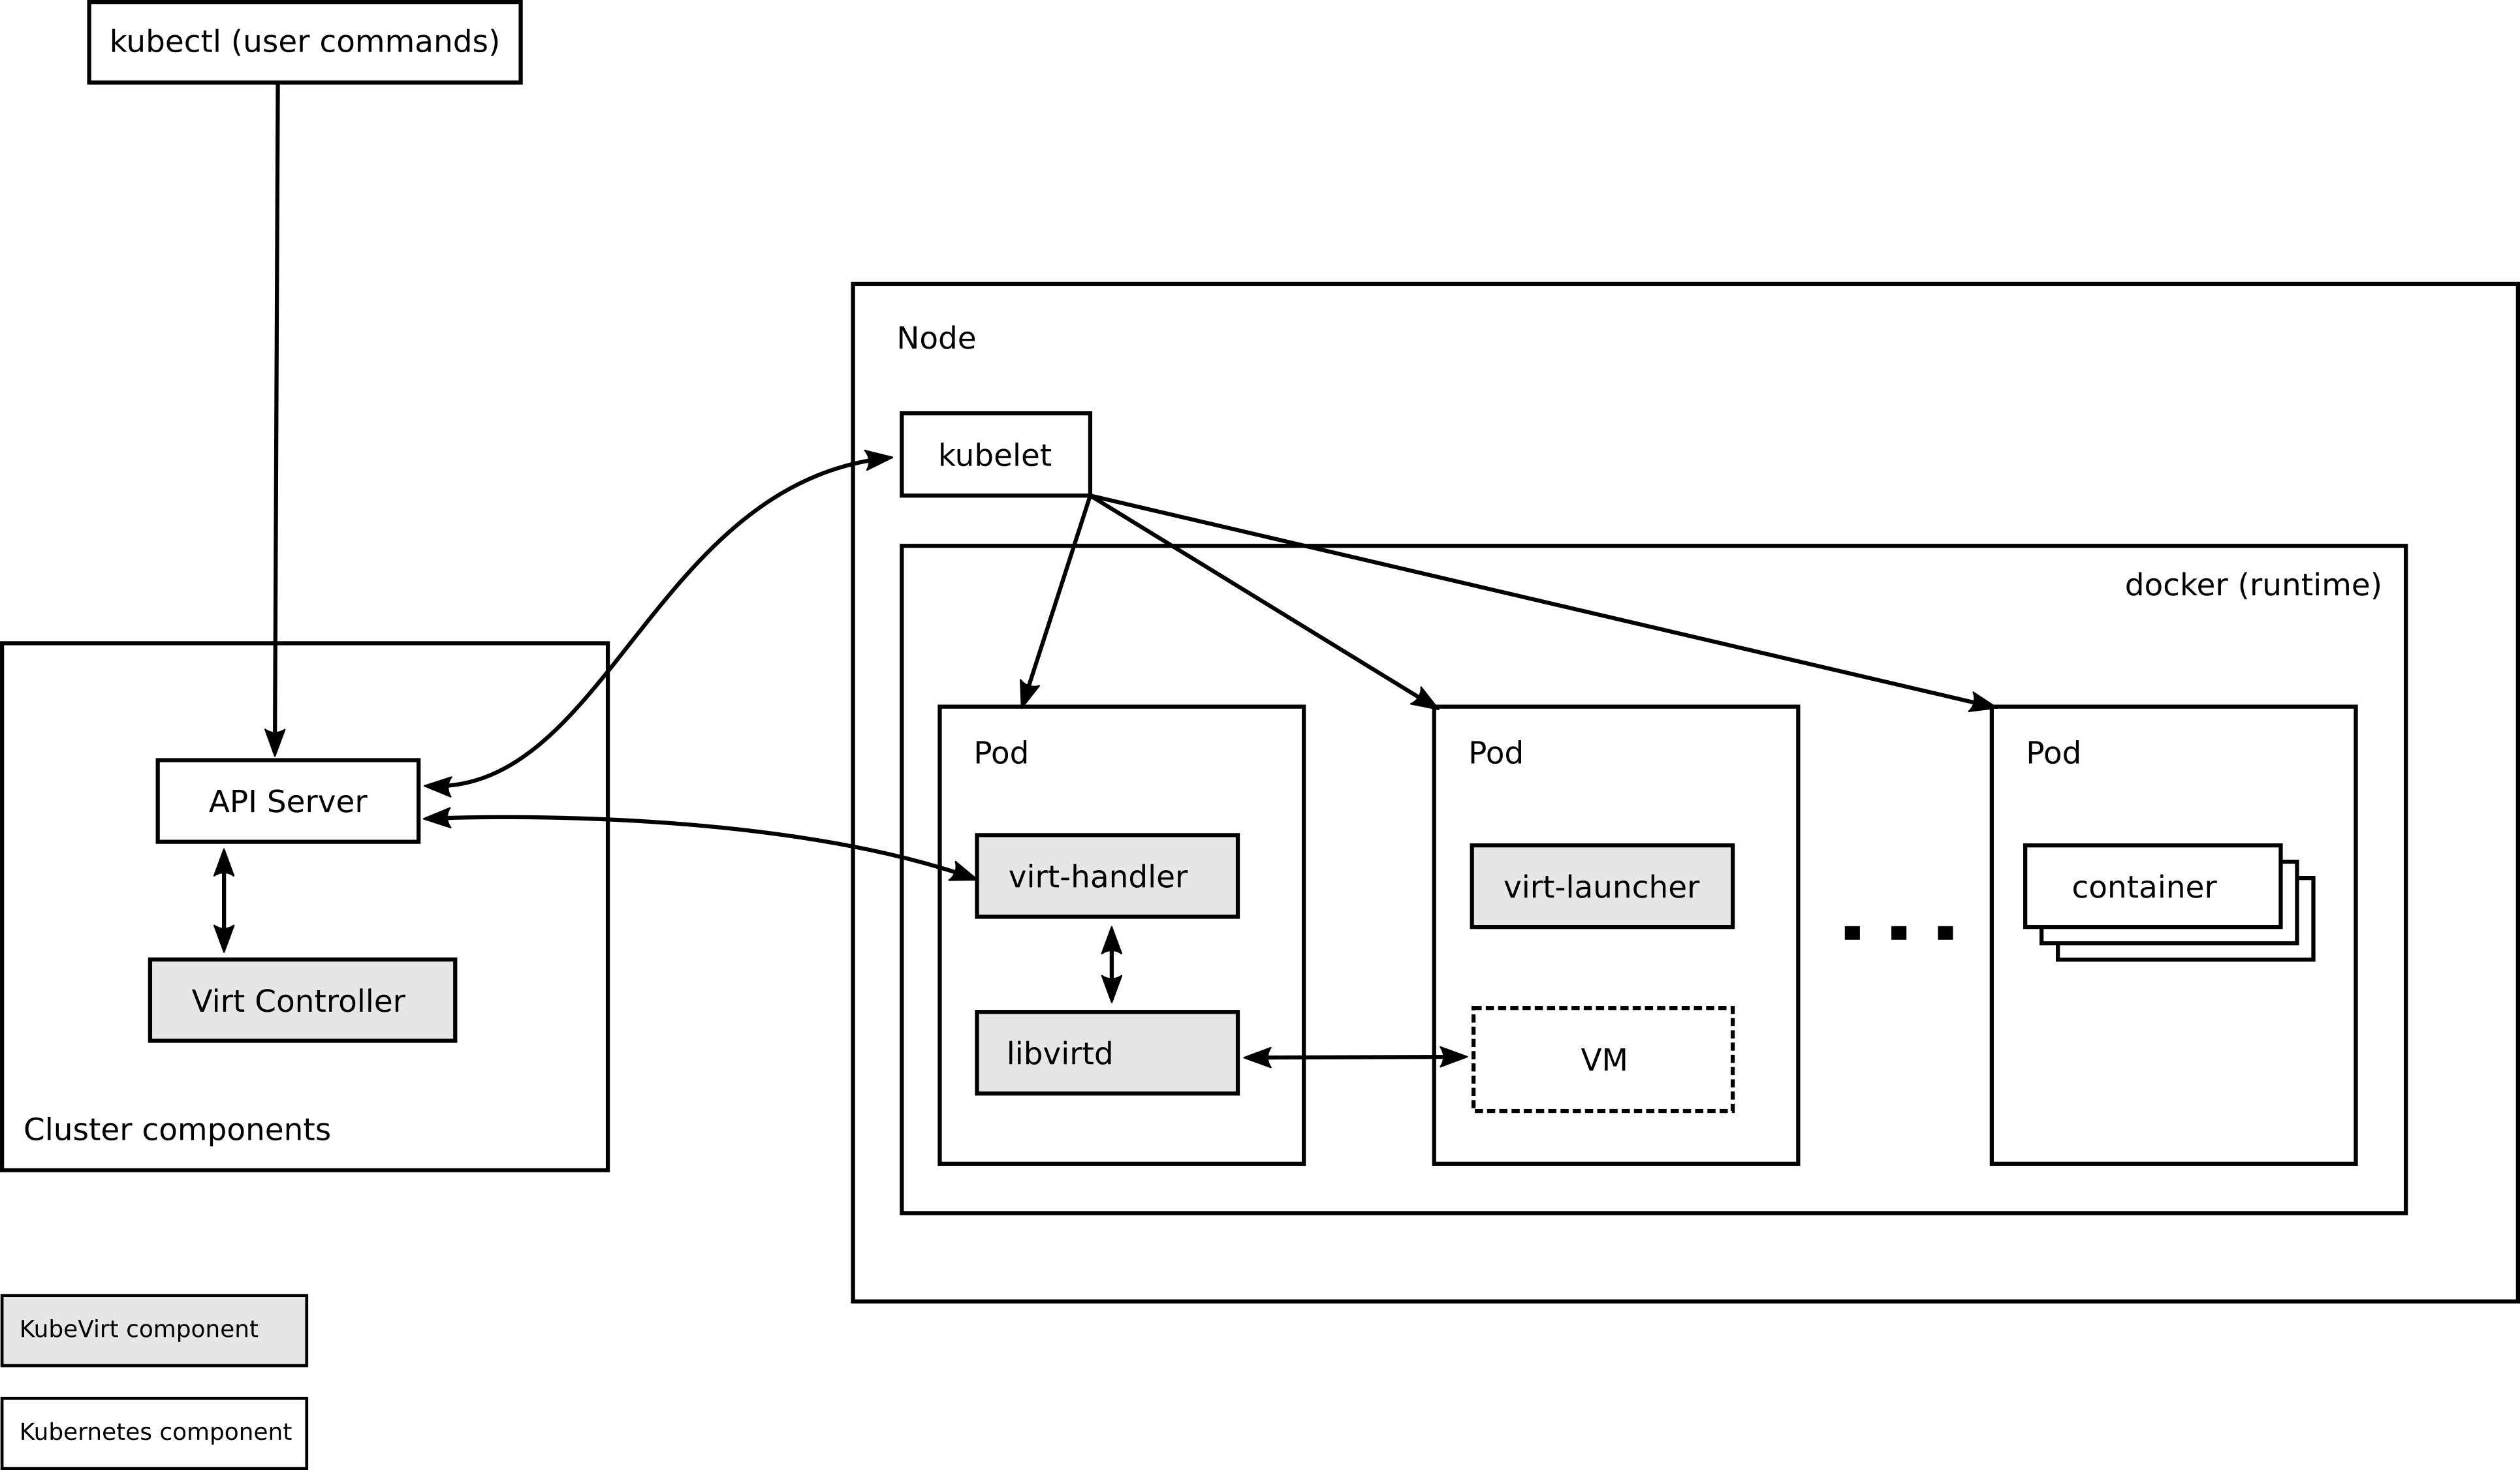 kubectl (user commands)
Node
kubelet
docker (runtime)
Pod
Pod
Pod
API Server
virt-handler
virt-launcher
container
Virt Controller
libvirtd
VM
Cluster components
KubeVirt component
Kubernetes component